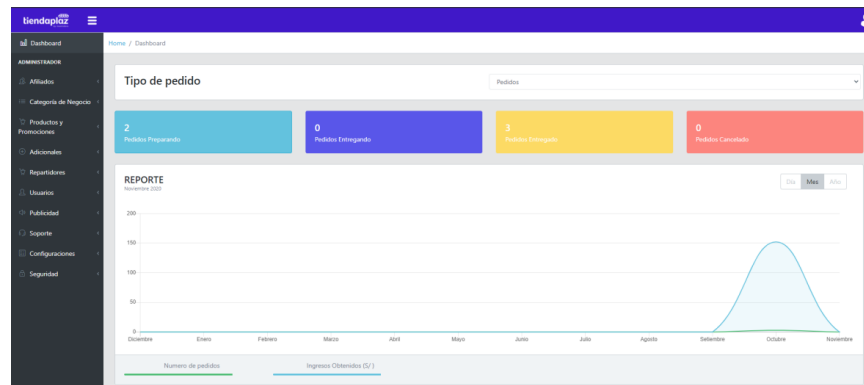 tiendaplaz
Dashboard
ADMINISTRADOR
Afiliados
Categoría de Negocio
Productos y
Promociones
Adicionales
Repartidores
Usuarios
Publicidad
Soporte
Configuraciones
Seguridad
Home / Dashboard
Tipo de pedido
Pedidos
2
Pedidos Preparando
0
Pedidos Entregando
3
Pedidos Entregado
0
Pedidos Cancelado
REPORTE
Noviembre 2020
Día Mes Año
200
150
100
50
0
Diciembre Enero Febrero Marzo Abril Mayo Junio Julio Agosto Setiembre Octubre Noviembre
Numero de pedidos
Ingresos Obtenidos (S/ )